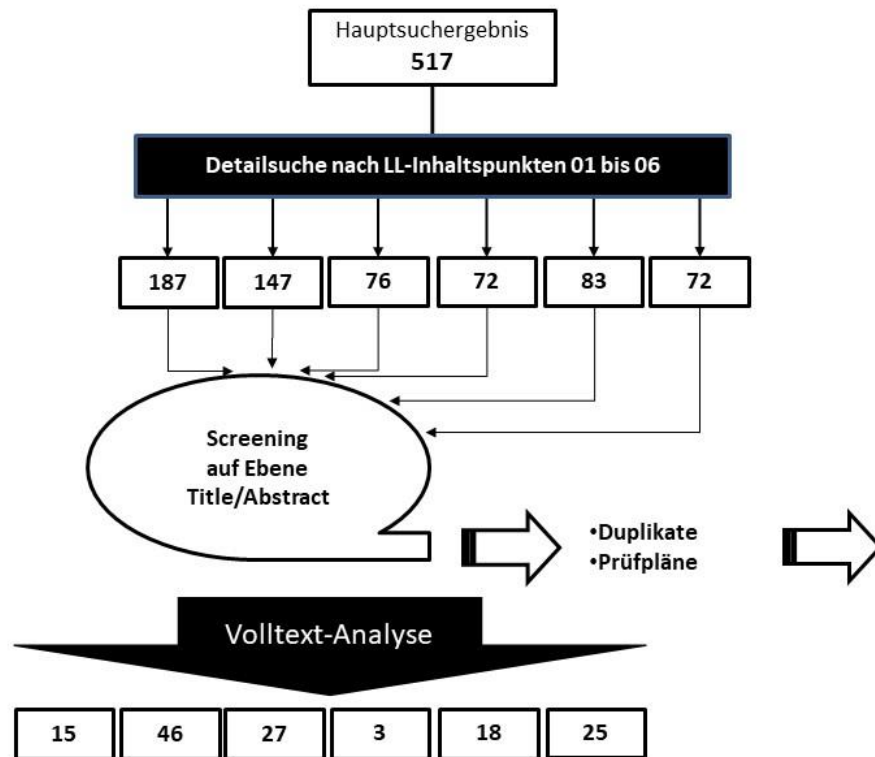 Hauptsuchergebnis
517
Detailsuche nach LL-Inhaltspunkten 01 bis 06
187 147 76 72 83 72
Screening
auf Ebene
Title/Abstract
•Duplikate
•Prüfpläne
Volltext-Analyse
15 46 27 3 18 25